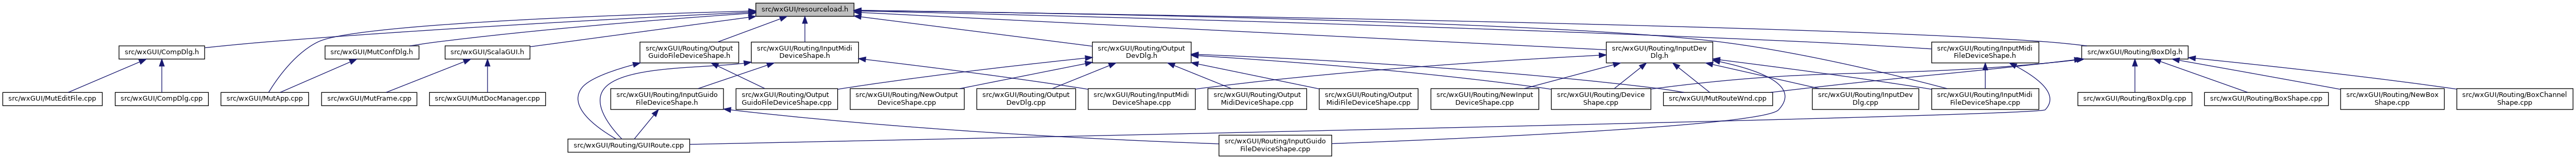 src/wxGUI/resourceload.h
src/wxGUI/CompDlg.h
src/wxGUI/MutConfDlg.h
src/wxGUI/ScalaGUI.h
src/wxGUI/Routing/Output
GuidoFileDeviceShape.h
src/wxGUI/Routing/InputMidi
DeviceShape.h
src/wxGUI/Routing/Output
DevDlg.h
src/wxGUI/Routing/InputDev
Dlg.h
src/wxGUI/Routing/InputMidi
FileDeviceShape.h
src/wxGUI/Routing/BoxDlg.h
src/wxGUI/MutEditFile.cpp
src/wxGUI/CompDlg.cpp
src/wxGUI/MutApp.cpp
src/wxGUI/MutFrame.cpp
src/wxGUI/MutDocManager.cpp
src/wxGUI/Routing/InputGuido
FileDeviceShape.h
src/wxGUI/Routing/Output
GuidoFileDeviceShape.cpp
src/wxGUI/Routing/NewOutput
DeviceShape.cpp
src/wxGUI/Routing/Output
DevDlg.cpp
src/wxGUI/Routing/InputMidi
DeviceShape.cpp
src/wxGUI/Routing/Output
MidiDeviceShape.cpp
src/wxGUI/Routing/Output
MidiFileDeviceShape.cpp
src/wxGUI/Routing/NewInput
DeviceShape.cpp
src/wxGUI/Routing/Device
Shape.cpp
src/wxGUI/MutRouteWnd.cpp
src/wxGUI/Routing/InputDev
Dlg.cpp
src/wxGUI/Routing/InputMidi
FileDeviceShape.cpp
src/wxGUI/Routing/BoxDlg.cpp
src/wxGUI/Routing/BoxShape.cpp
src/wxGUI/Routing/NewBox
Shape.cpp
src/wxGUI/Routing/BoxChannel
Shape.cpp
src/wxGUI/Routing/GUIRoute.cpp
src/wxGUI/Routing/InputGuido
FileDeviceShape.cpp